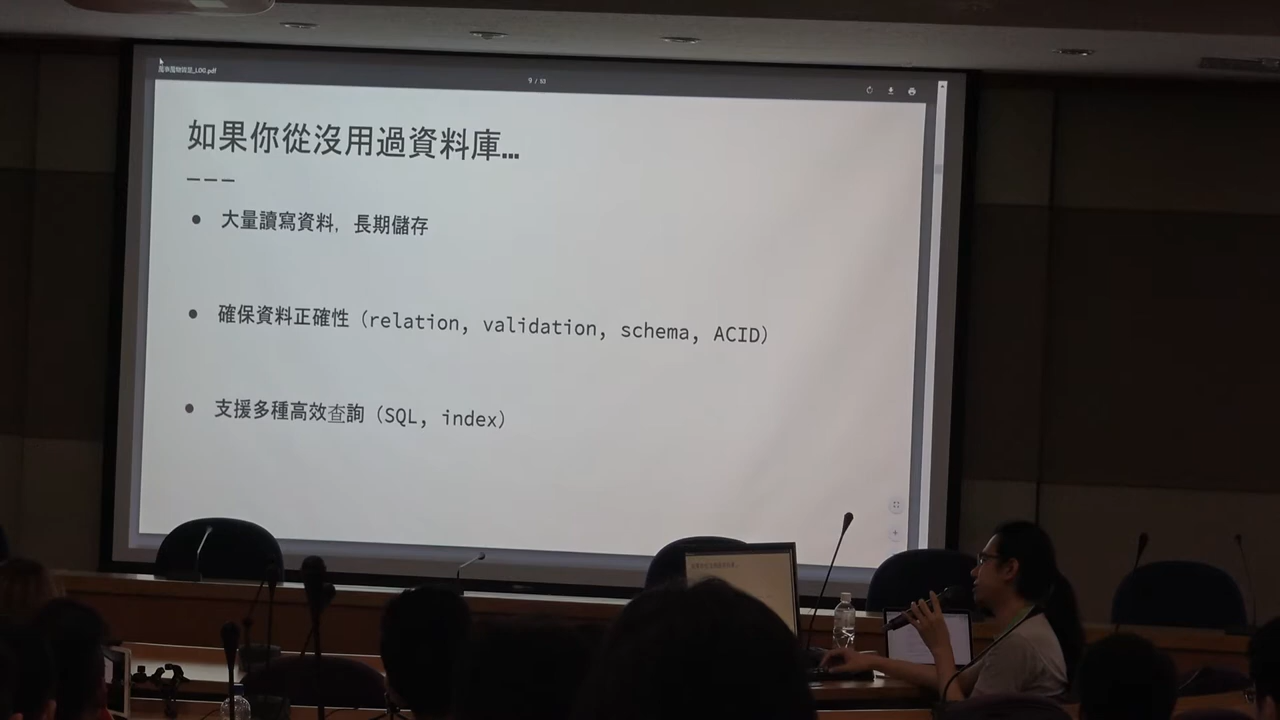 9 / 53
如果你從沒用過資料庫…
---
● 大量讀寫資料，長期儲存
● 確保資料正確性（relation, validation, schema, ACID）
● 支援多種高效查詢（SQL, index）